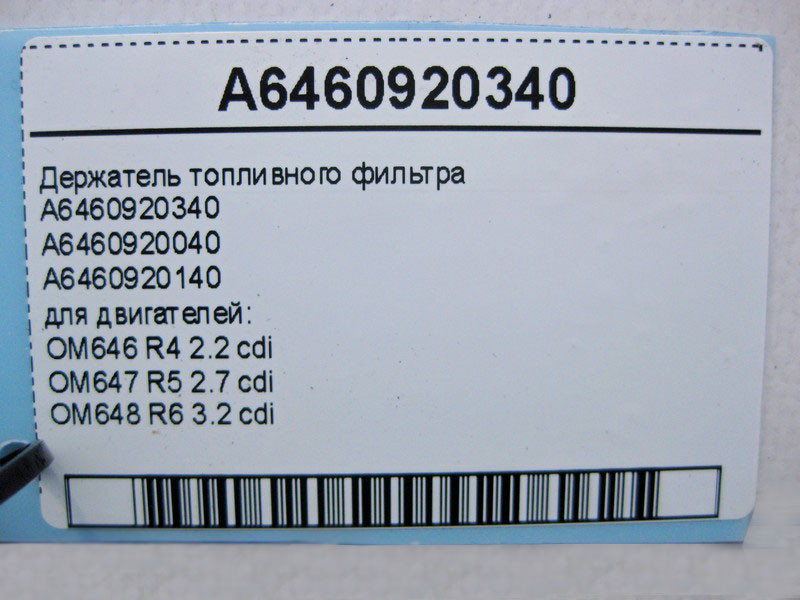 A6460920340
Держатель топливного фильтра
A6460920340
A6460920040
A6460920140
для двигателей:
OM646 R4 2.2 cdi
OM647 R5 2.7 cdi
OM648 R6 3.2 cdi